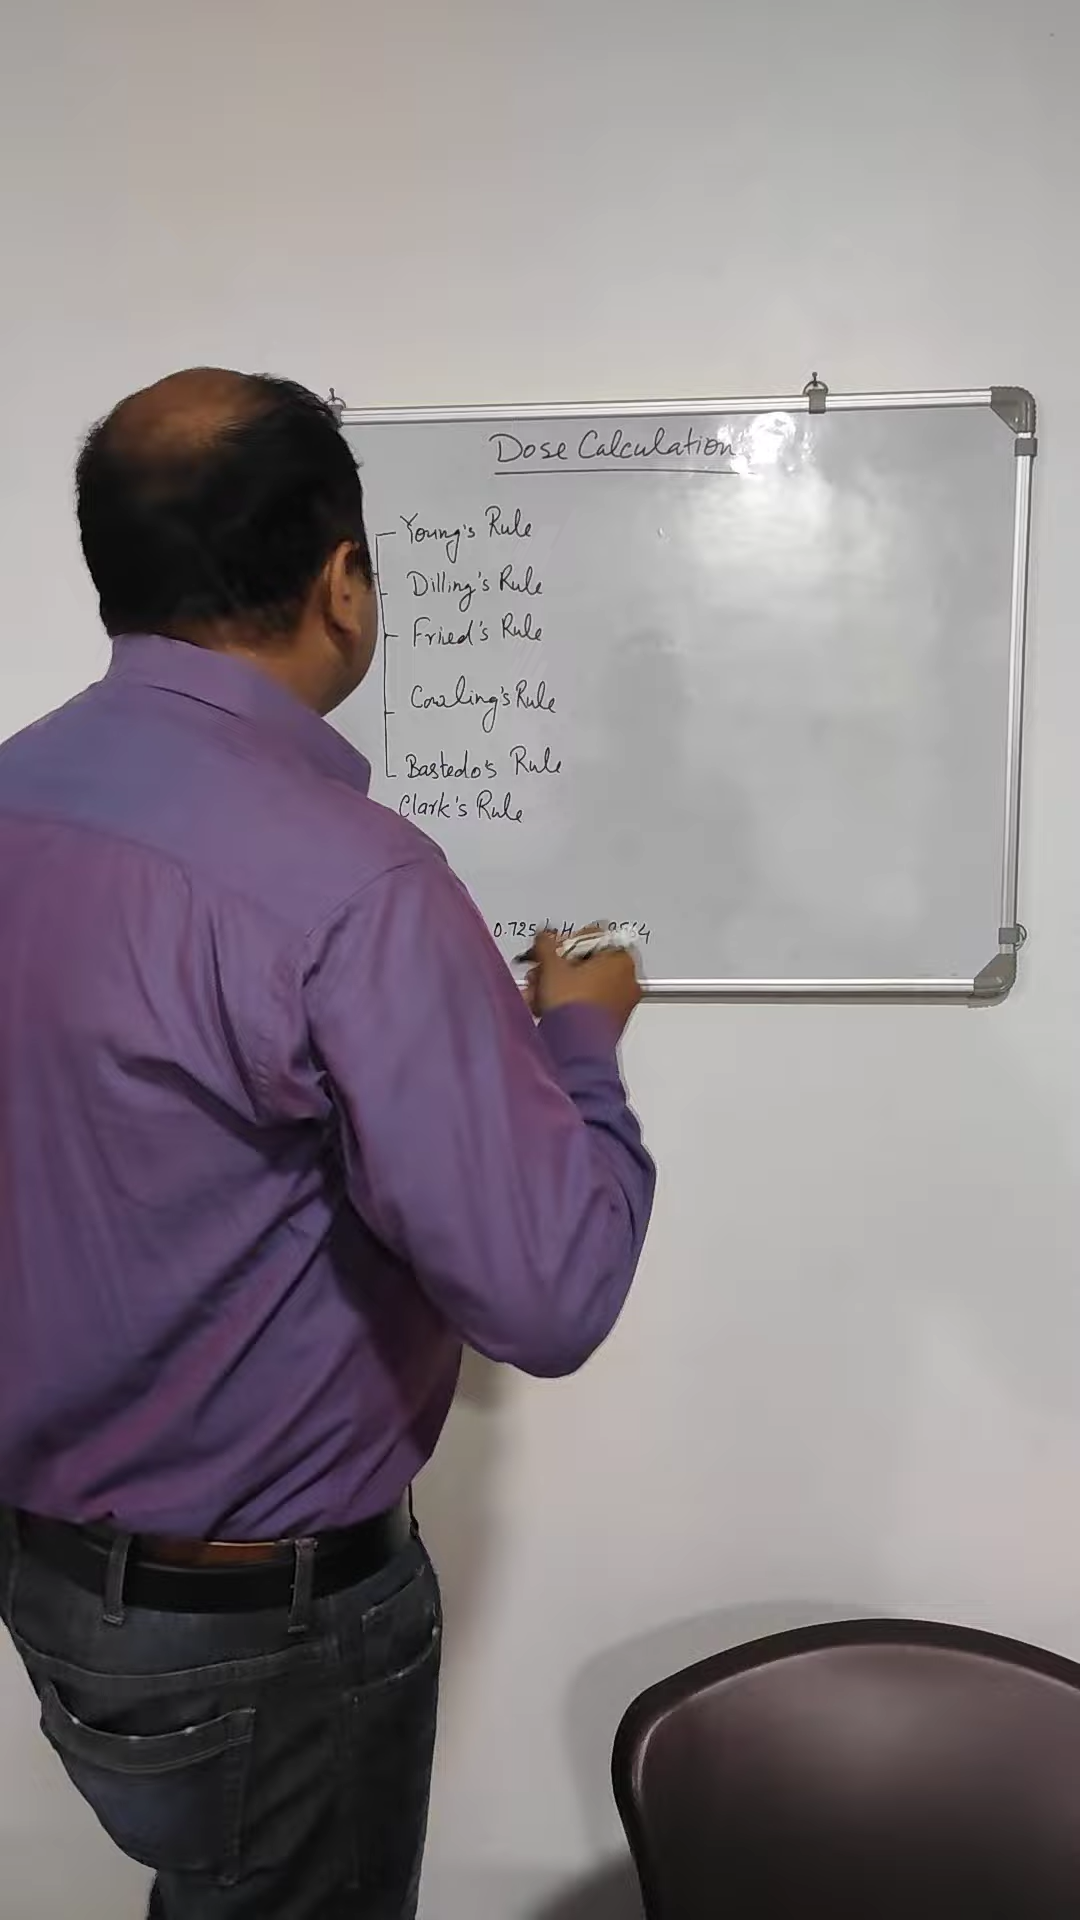 Dose Calculation
Young's Rule
Dilling's Rule
Fried's Rule
Cowling's Rule
Bastedo's Rule
Clark's Rule
0.725